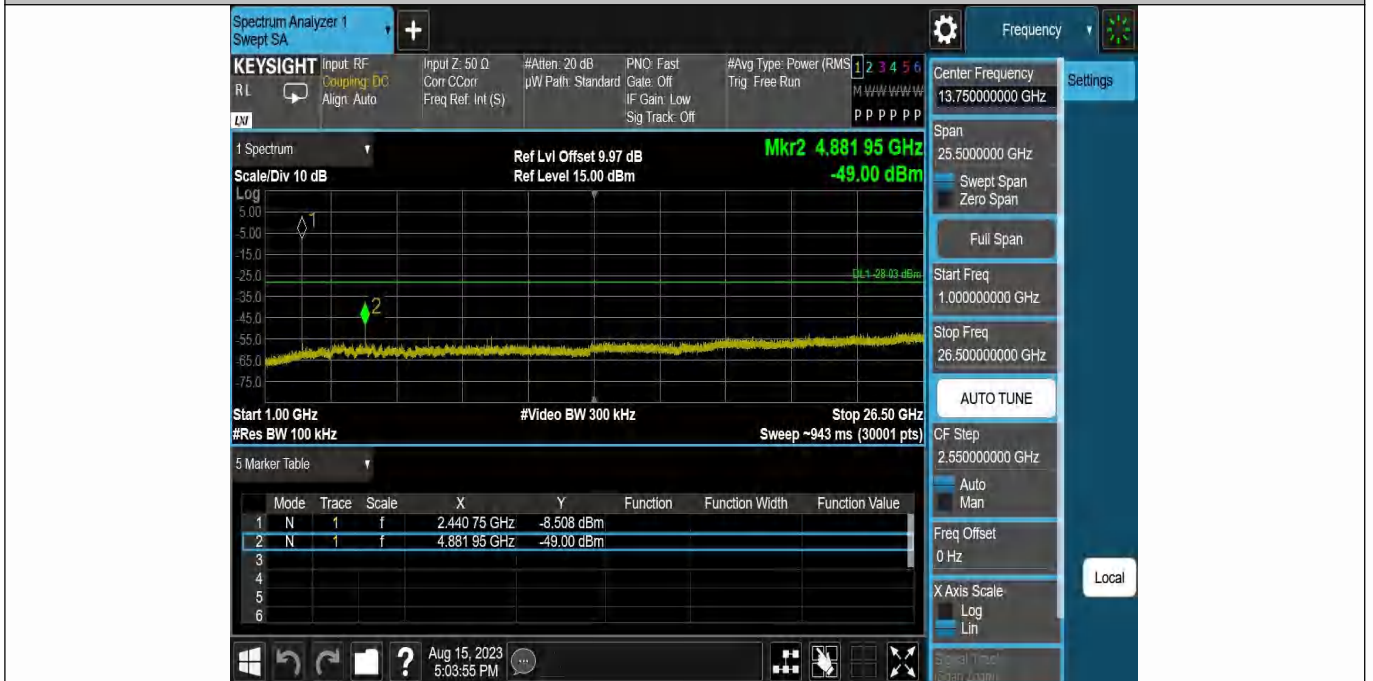 Spectrum Analyzer 1
Swept SA
+
Frequency
KEYSIGHT
RL
LXI
Input: RF
Coupling: DC
Align: Auto
Input Z: 50 Ω
Corr CCorr
Freq Ref: Int (S)
#Atten: 20 dB
µW Path: Standard
PNO: Fast
Gate: Off
IF Gain: Low
Sig Track: Off
#Avg Type: Power (RMS
Trig: Free Run
1 2 3 4 5 6
M W W W W W
P P P P P P
Center Frequency
13.750000000 GHz
Settings
1 Spectrum
Scale/Div 10 dB
Ref Lvl Offset 9.97 dB
Ref Level 15.00 dBm
Mkr2 4.881 95 GHz
-49.00 dBm
Span
25.5000000 GHz
Swept Span
Zero Span
Full Span
Start Freq
1.000000000 GHz
Stop Freq
26.500000000 GHz
AUTO TUNE
CF Step
2.550000000 GHz
Auto
Man
Freq Offset
0 Hz
X Axis Scale
Log
Lin
Signal Track
(Span Zoom)
Local
Log
5.00
-5.00
-15.0
-25.0
-35.0
-45.0
-55.0
-65.0
-75.0
1
2
DL1 -28.03 dBm
Start 1.00 GHz
#Video BW 300 kHz
Stop 26.50 GHz
#Res BW 100 kHz
Sweep ~943 ms (30001 pts)
5 Marker Table
Mode Trace Scale X Y Function Function Width Function Value
1 N 1 f 2.440 75 GHz -8.508 dBm
2 N 1 f 4.881 95 GHz -49.00 dBm
3
4
5
6
?
Aug 15, 2023
5:03:55 PM